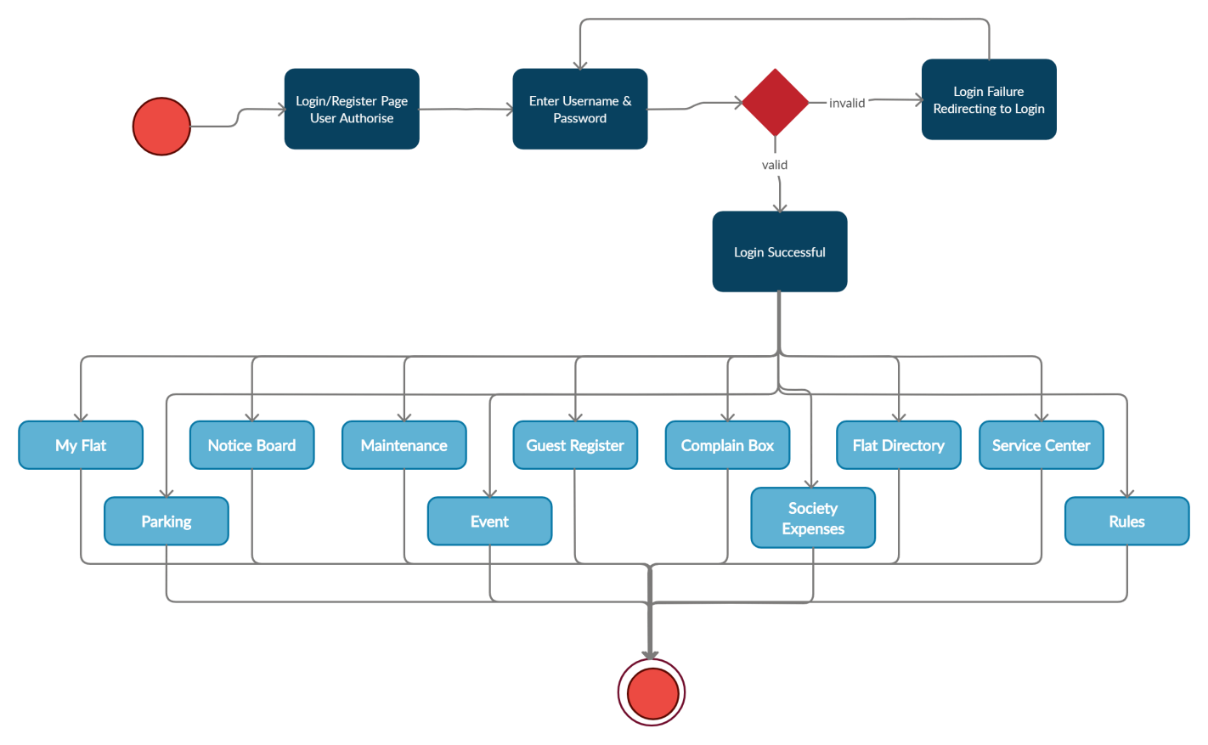 Login/Register Page
User Authorise
Enter Username &
Password
invalid
Login Failure
Redirecting to Login
valid
Login Successful
My Flat
Notice Board
Maintenance
Guest Register
Complain Box
Flat Directory
Service Center
Parking
Event
Society
Expenses
Rules